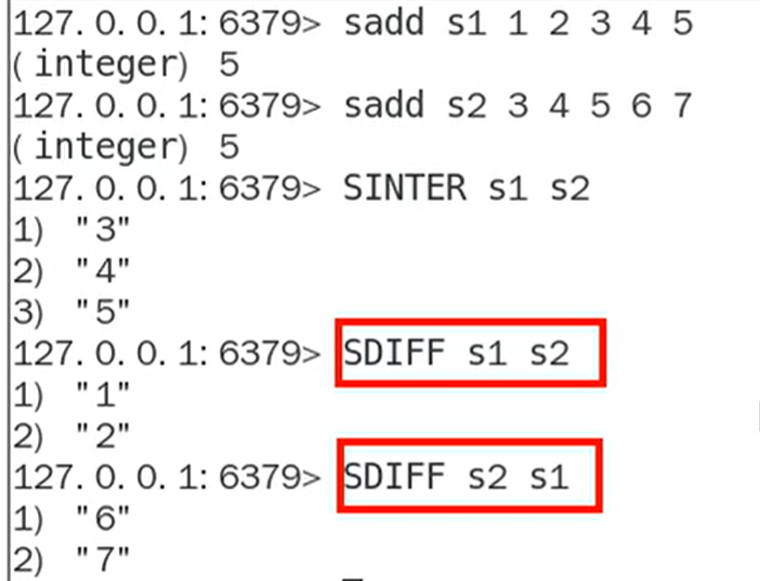 127.0.0.1:6379> sadd s1 1 2 3 4 5
(integer) 5
127.0.0.1:6379> sadd s2 3 4 5 6 7
(integer) 5
127.0.0.1:6379> SINTER s1 s2
1) "3"
2) "4"
3) "5"
127.0.0.1:6379> SDIFF s1 s2
1) "1"
2) "2"
127.0.0.1:6379> SDIFF s2 s1
1) "6"
2) "7"